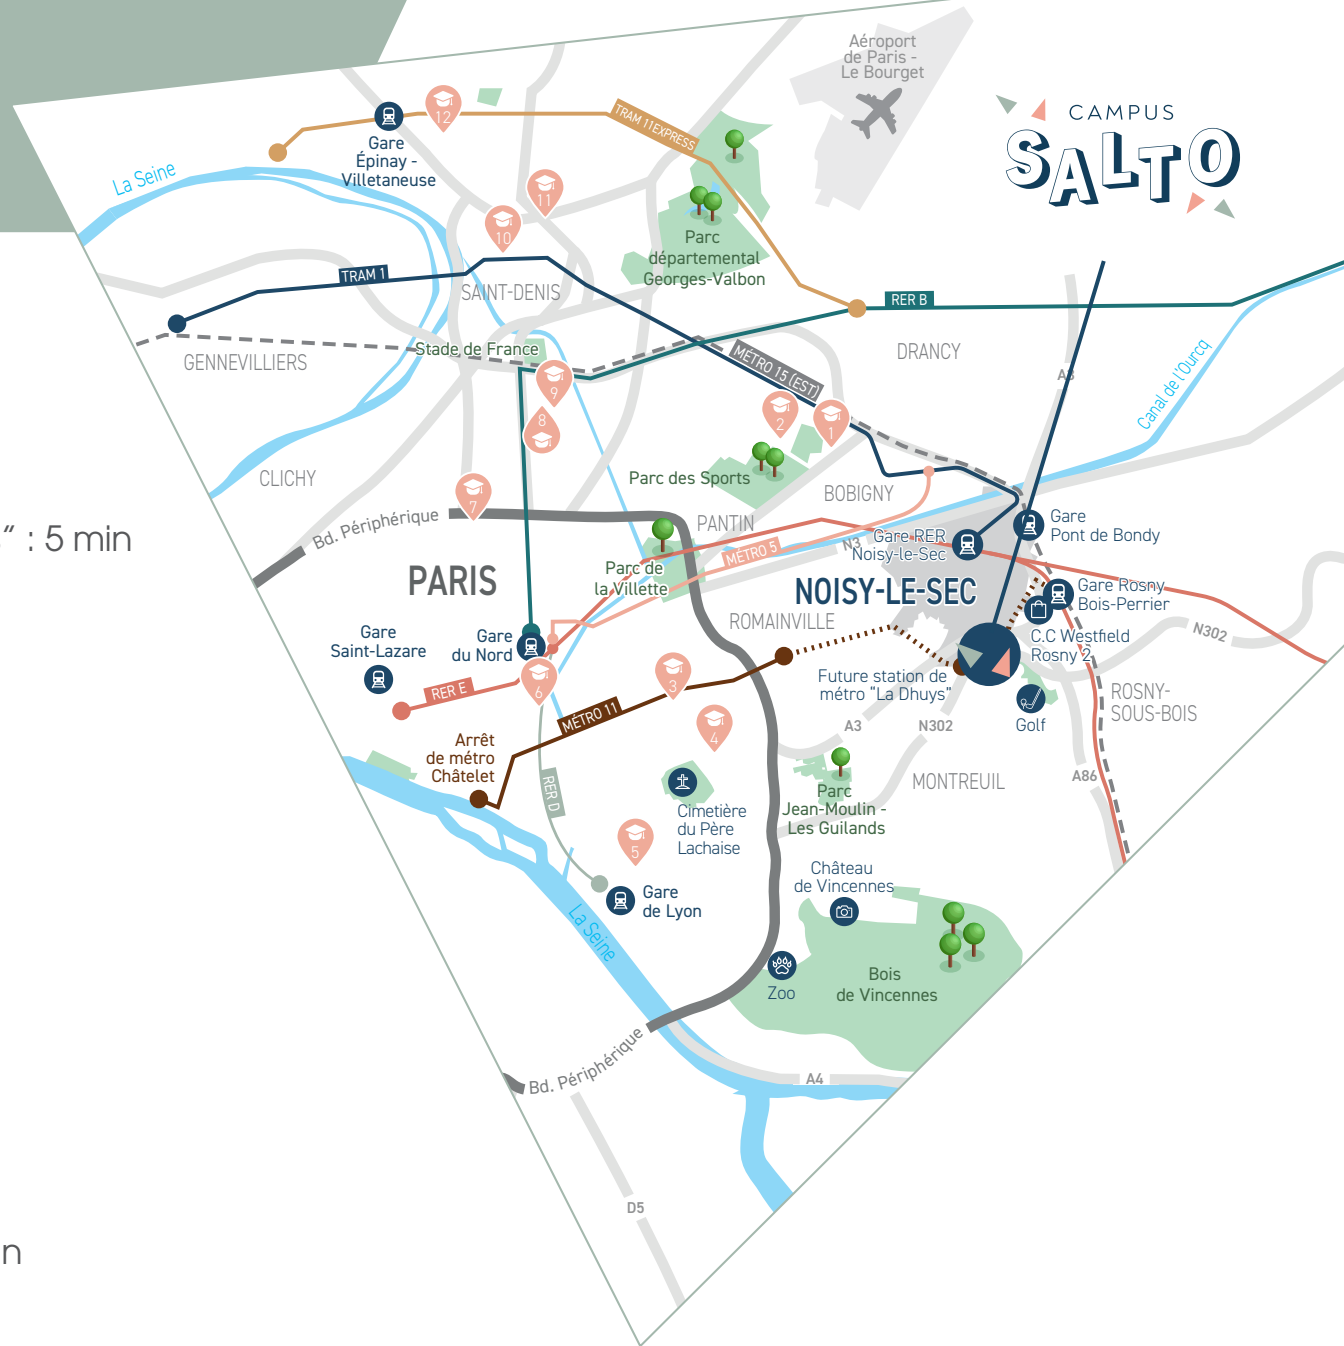 Aéroport
de Paris -
Le Bourget
CAMPUS
SALTO
12
TRAM 11EXPRESS
Gare
Épinay -
Villetaneuse
La Seine
11
10
Parc
départemental
Georges-Valbon
TRAM 1
SAINT-DENIS
RER B
Stade de France
GENNEVILLIERS
MÉTRO 15 (EST)
DRANCY
A3
Canal de l'Ourcq
9
8
2
1
CLICHY
Parc des Sports
BOBIGNY
7
Bd. Périphérique
PANTIN
Gare
Pont de Bondy
" : 5 min
N3
Gare RER
Noisy-le-Sec
MÉTRO 5
PARIS
Parc de
la Villette
NOISY-LE-SEC
Gare Rosny
Bois-Perrier
ROMAINVILLE
N302
Gare
Saint-Lazare
Gare
du Nord
C.C Westfield
Rosny 2
RER E
6
3
Future station de
métro "La Dhuys"
ROSNY-
SOUS-BOIS
MÉTRO 11
4
A3
N302
Golf
Arrêt
de métro
Châtelet
RER D
MONTREUIL
A86
Cimetière
du Père
Lachaise
Parc
Jean-Moulin -
Les Guilands
5
Château
de Vincennes
Gare
de Lyon
La Seine
Bois
de Vincennes
Zoo
Bd. Périphérique
A4
D5
n